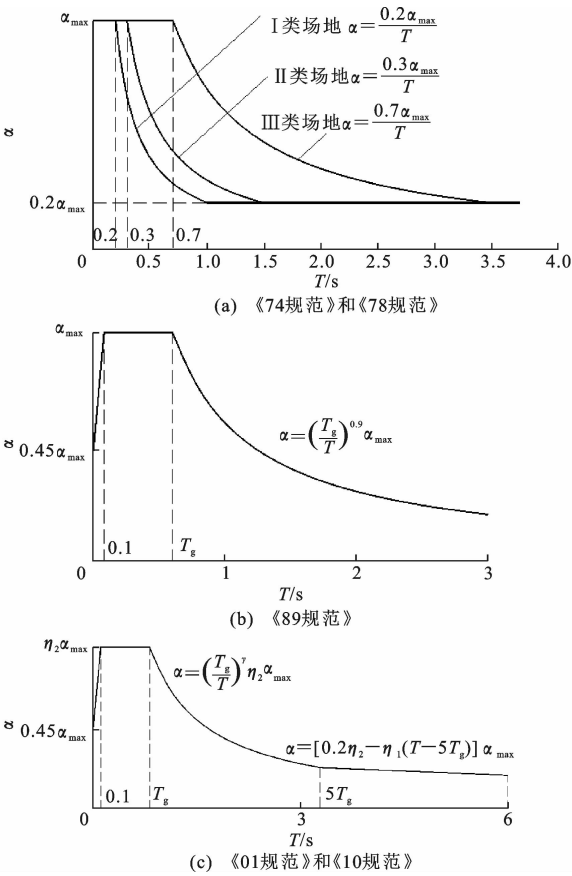 α_max
Ⅰ类场地 α=0.2α_max/T
Ⅱ类场地α=0.3α_max/T
Ⅲ类场地α=0.7α_max/T
α
0.2α_max
0.2 0.3 0.7
0 0.5 1.0 1.5 2.0 2.5 3.0 3.5 4.0
T/s
(a) 《74规范》和《78规范》
α_max
α=(T_g/T)^0.9 α_max
α
0.45α_max
0.1 T_g
0 1 2 3
T/s
(b) 《89规范》
η_2α_max
α=(T_g/T)^γ η_2α_max
α
0.45α_max
α=[0.2η_2−η_1(T−5T_g)]α_max
0.1 T_g 5T_g
0 3 6
T/s
(c) 《01规范》和《10规范》